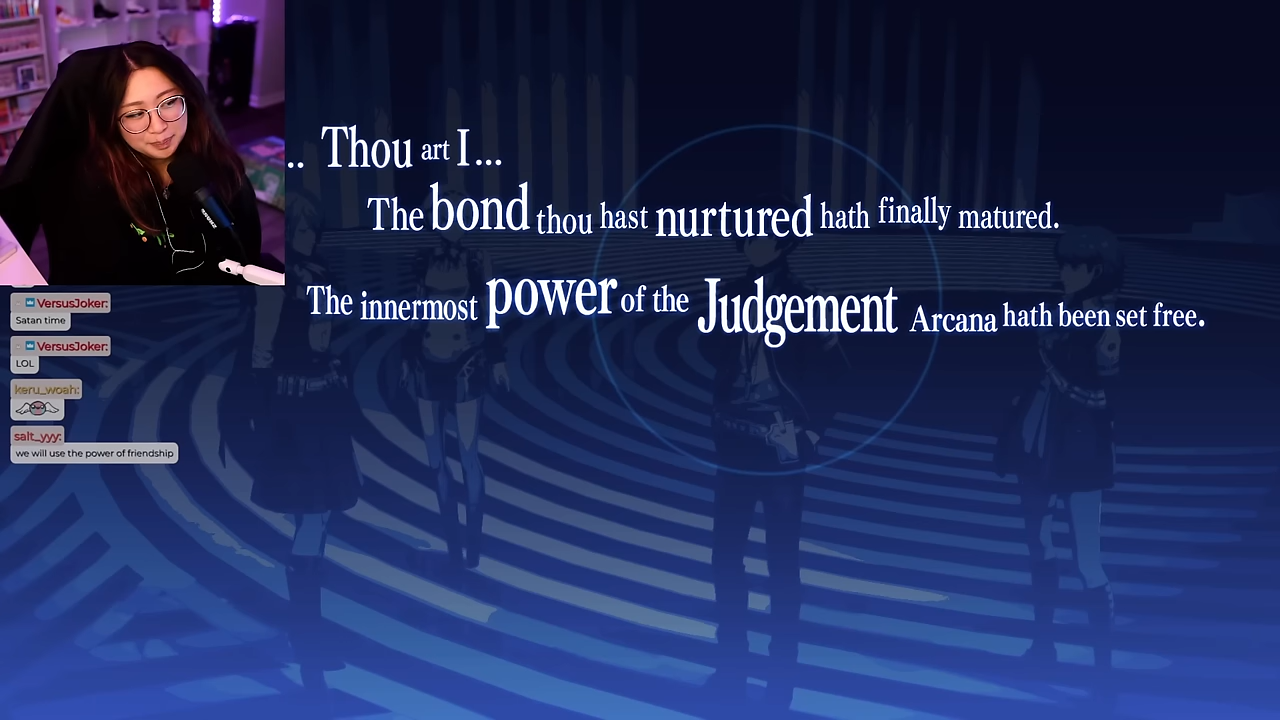 .. Thou art I...
The bond thou hast nurtured hath finally matured.
The innermost power of the Judgement Arcana hath been set free.
VersusJoker:
Satan time
VersusJoker:
LOL
keru_woah:
salt_yyy:
we will use the power of friendship